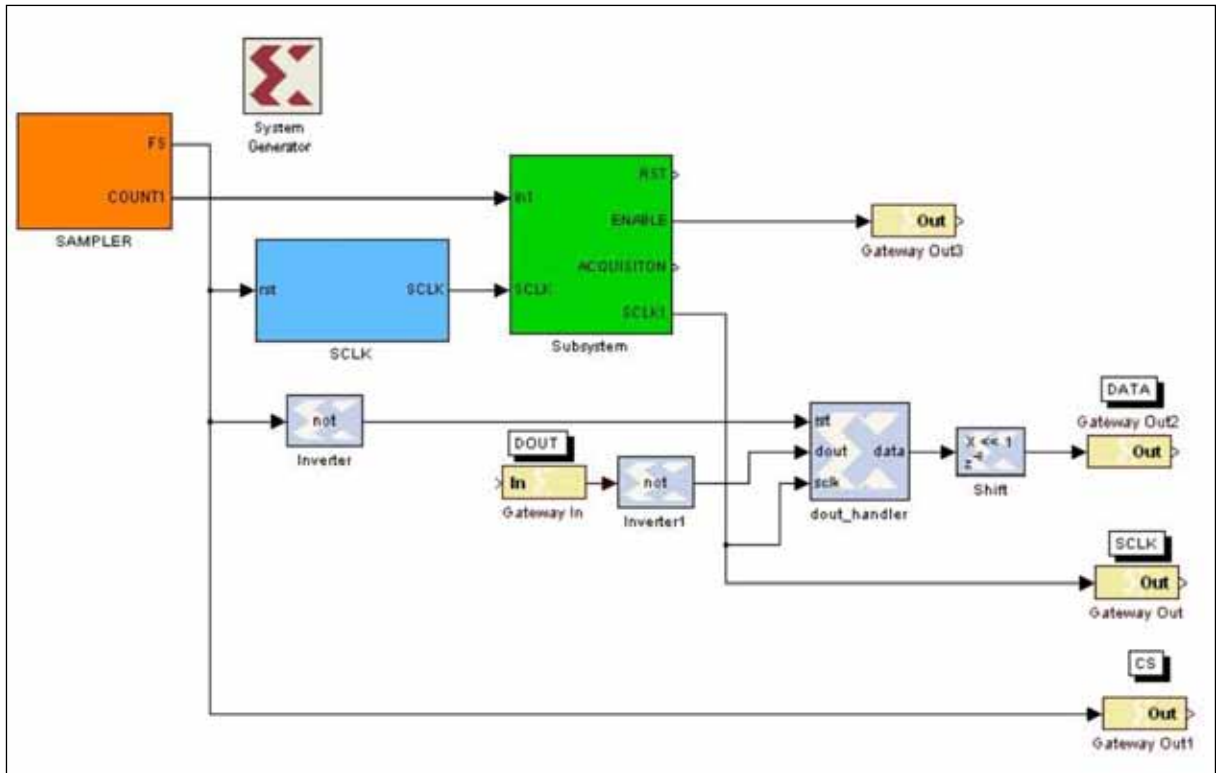 System
Generator
FS
COUNT1
SAMPLER
rst
SCLK
SCLK
Int
SCLK
RST
ENABLE
ACQUISITON
SCLK1
Subsystem
Out
Gateway Out3
not
Inverter
DOUT
In
Gateway In
not
Inverter1
rst
dout
sclk
data
dout_handler
X << 1
Shift
DATA
Gateway Out2
Out
SCLK
Out
Gateway Out
CS
Out
Gateway Out1